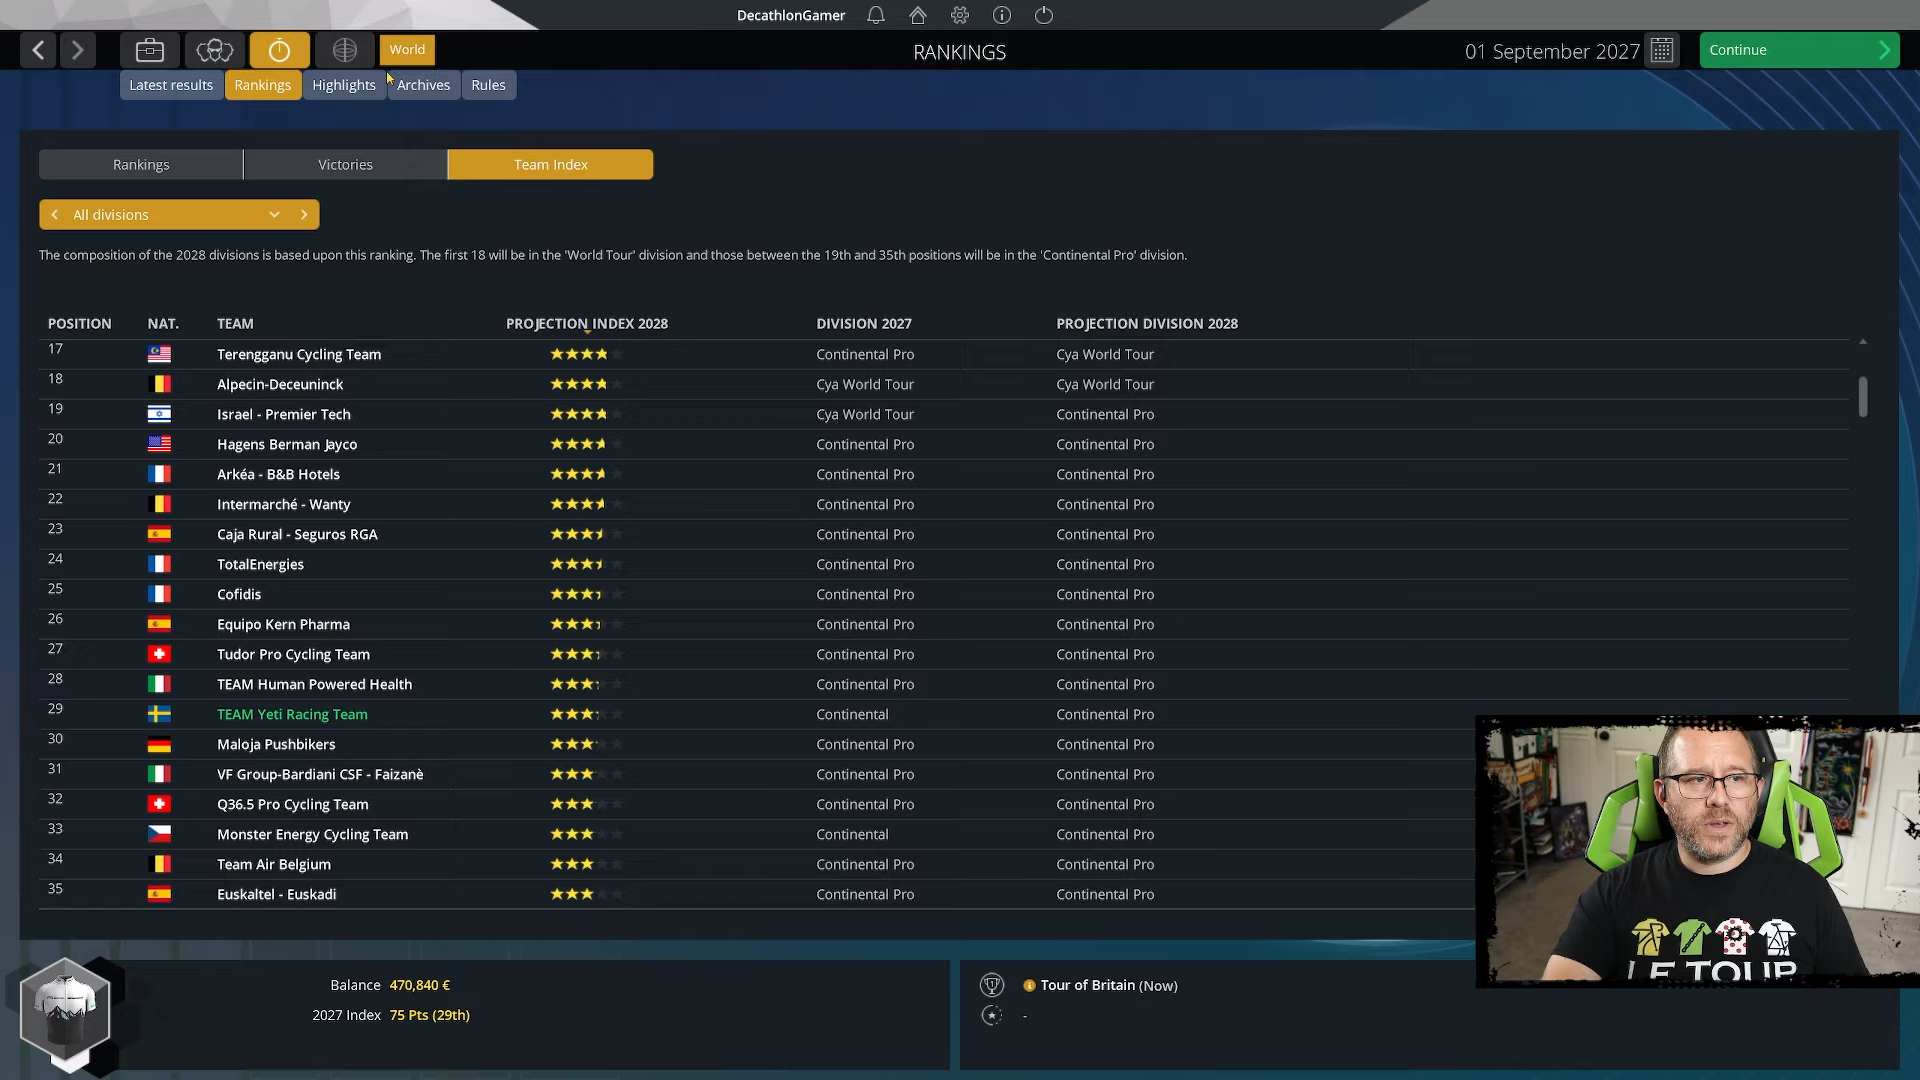 DecathlonGamer
World
RANKINGS
01 September 2027
Continue
Latest results
Rankings
Highlights
Archives
Rules
Rankings
Victories
Team Index
All divisions
The composition of the 2028 divisions is based upon this ranking. The first 18 will be in the 'World Tour' division and those between the 19th and 35th positions will be in the 'Continental Pro' division.
POSITION NAT. TEAM PROJECTION INDEX 2028 DIVISION 2027 PROJECTION DIVISION 2028
17 Terengganu Cycling Team Continental Pro Cya World Tour
18 Alpecin-Deceuninck Cya World Tour Cya World Tour
19 Israel - Premier Tech Cya World Tour Continental Pro
20 Hagens Berman Jayco Continental Pro Continental Pro
21 Arkéa - B&B Hotels Continental Pro Continental Pro
22 Intermarché - Wanty Continental Pro Continental Pro
23 Caja Rural - Seguros RGA Continental Pro Continental Pro
24 TotalEnergies Continental Pro Continental Pro
25 Cofidis Continental Pro Continental Pro
26 Equipo Kern Pharma Continental Pro Continental Pro
27 Tudor Pro Cycling Team Continental Pro Continental Pro
28 TEAM Human Powered Health Continental Pro Continental Pro
29 TEAM Yeti Racing Team Continental Continental Pro
30 Maloja Pushbikers Continental Pro Continental Pro
31 VF Group-Bardiani CSF - Faizanè Continental Pro Continental Pro
32 Q36.5 Pro Cycling Team Continental Pro Continental Pro
33 Monster Energy Cycling Team Continental Continental Pro
34 Team Air Belgium Continental Pro Continental Pro
35 Euskaltel - Euskadi Continental Pro Continental Pro
LE TOUR
Balance 470,840 €
2027 Index 75 Pts (29th)
Tour of Britain (Now)
-